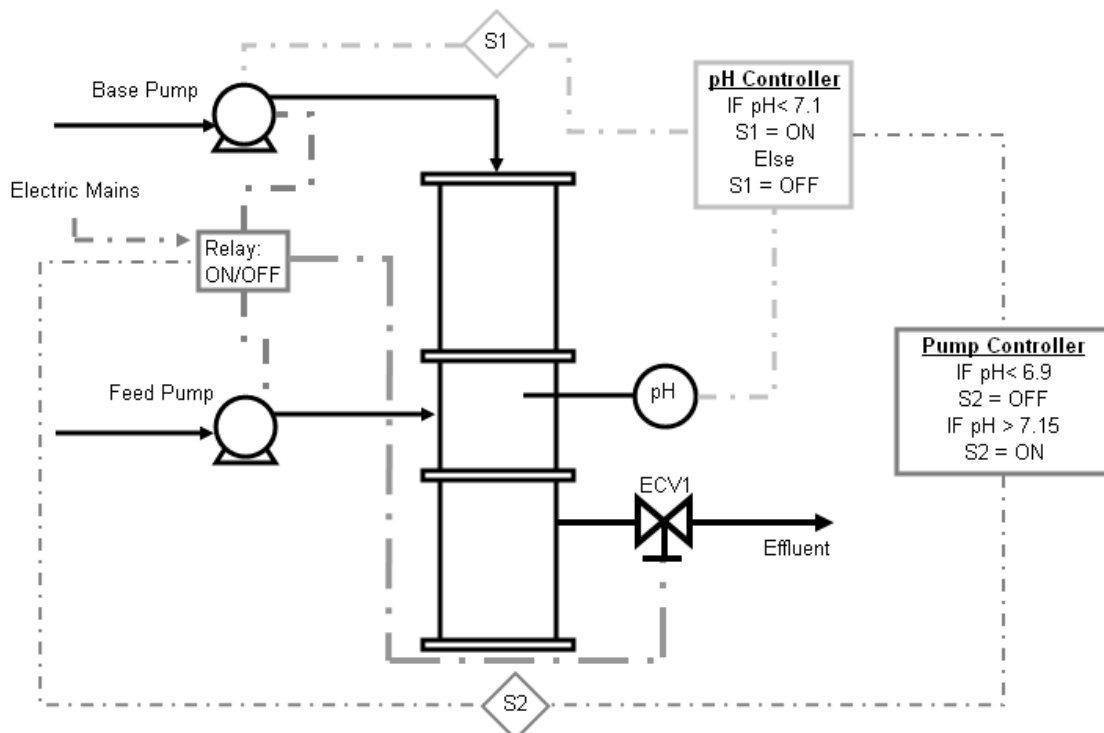 S1
Base Pump
pH Controller
IF pH< 7.1
S1 = ON
Else
S1 = OFF
Electric Mains
Relay:
ON/OFF
Pump Controller
IF pH< 6.9
S2 = OFF
IF pH > 7.15
S2 = ON
Feed Pump
pH
ECV1
Effluent
S2